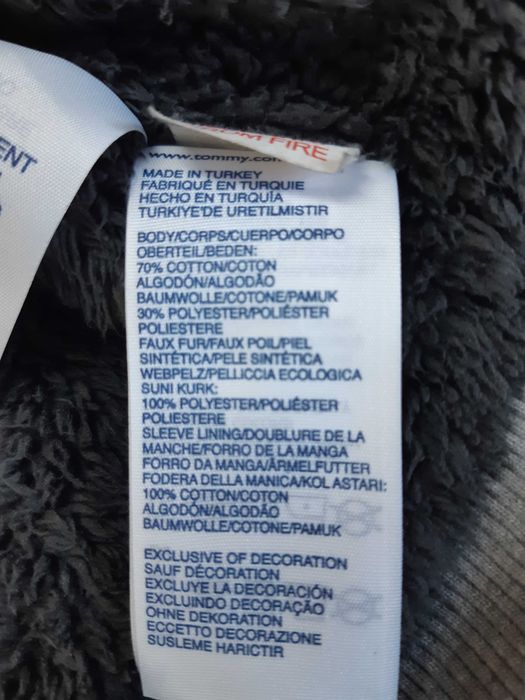 ENT
FROM FIRE
www.tommy.com
MADE IN TURKEY
FABRIQUÉ EN TURQUIE
HECHO EN TURQUÍA
TURKIYE'DE URETILMISTIR
BODY/CORPS/CUERPO/CORPO
OBERTEIL/BEDEN:
70% COTTON/COTON
ALGODÓN/ALGODÃO
BAUMWOLLE/COTONE/PAMUK
30% POLYESTER/POLIÉSTER
POLIESTERE
FAUX FUR/FAUX POIL/PIEL
SINTÉTICA/PELE SINTÉTICA
WEBPELZ/PELLICCIA ECOLOGICA
SUNI KURK:
100% POLYESTER/POLIÉSTER
POLIESTERE
SLEEVE LINING/DOUBLURE DE LA
MANCHE/FORRO DE LA MANGA
FORRO DA MANGA/ÄRMELFUTTER
FODERA DELLA MANICA/KOL ASTARI:
100% COTTON/COTON
ALGODÓN/ALGODÃO
BAUMWOLLE/COTONE/PAMUK
EXCLUSIVE OF DECORATION
SAUF DÉCORATION
EXCLUYE LA DECORACIÓN
EXCLUINDO DECORAÇÃO
OHNE DEKORATION
ECCETTO DECORAZIONE
SUSLEME HARICTIR